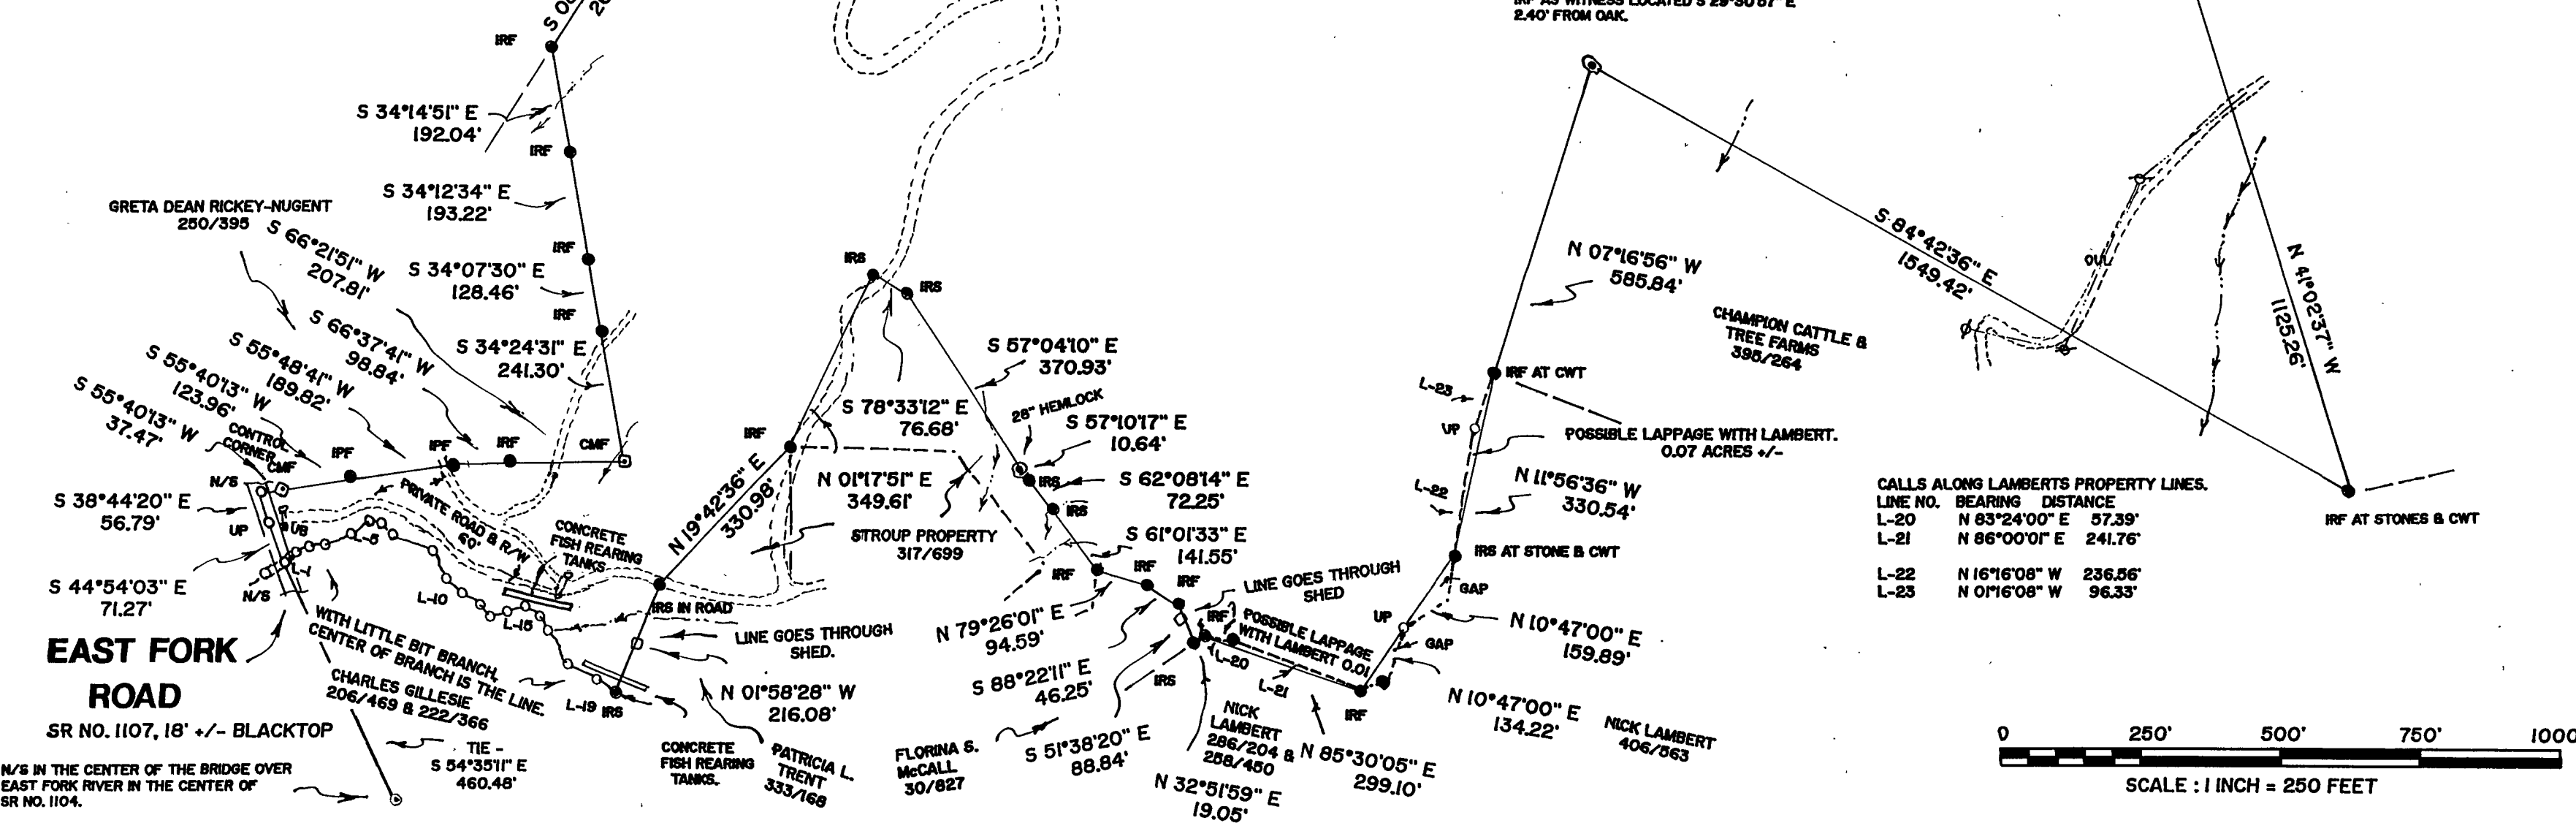 S 0
20
IRF
IRF AS WITNESS LOCATED S 29°30'57" E
2.40' FROM OAK.
S 34°14'51" E
192.04'
IRF
S 34°12'34" E
193.22'
GRETA DEAN RICKEY-NUGENT
250/395
IRF
S 34°07'30" E
128.46'
IRF
S 34°24'31" E
241.30'
S 66°21'51" W
207.81'
S 66°37'41" W
98.84'
S 55°48'41" W
189.82'
S 55°40'13" W
123.96'
S 55°40'13" W
37.47'
CONTROL
CORNER
CMF
IPF
IPF
IRF
CMF
N/S
S 38°44'20" E
56.79'
UP
UB
S 44°54'03" E
71.27'
N/S
L-1
L-5
L-10
L-15
L-19
IRS
PRIVATE ROAD & R/W
60'
CONCRETE
FISH REARING
TANKS
EAST FORK
ROAD
SR NO. 1107, 18' +/- BLACKTOP
WITH LITTLE BIT BRANCH,
CENTER OF BRANCH IS THE LINE.
CHARLES GILLESIE
206/469 & 222/366
TIE -
S 54°35'11" E
460.48'
N/S IN THE CENTER OF THE BRIDGE OVER
EAST FORK RIVER IN THE CENTER OF
SR NO. 1104.
IRS
IRS
IRF
N 19°42'36" E
330.98'
IRS IN ROAD
LINE GOES THROUGH
SHED.
N 01°58'28" W
216.08'
CONCRETE
FISH REARING
TANKS.
PATRICIA L.
TRENT
333/168
S 78°33'12" E
76.68'
N 01°17'51" E
349.61'
STROUP PROPERTY
317/699
S 57°04'10" E
370.93'
28" HEMLOCK
S 57°10'17" E
10.64'
IRS
S 62°08'14" E
72.25'
IRS
S 61°01'33" E
141.55'
IRF
IRF
IRF
LINE GOES THROUGH
SHED
N 79°26'01" E
94.59'
S 88°22'11" E
46.25'
IRS
IRF
POSSIBLE LAPPAGE
WITH LAMBERT 0.01
L-20
L-21
IRF
FLORINA S.
McCALL
30/827
S 51°38'20" E
88.84'
NICK
LAMBERT
286/204 &
258/450
N 32°51'59" E
19.05'
N 85°30'05" E
299.10'
N 07°16'56" W
585.84'
CHAMPION CATTLE &
TREE FARMS
395/264
L-23
IRF AT CWT
UP
POSSIBLE LAPPAGE WITH LAMBERT.
0.07 ACRES +/-
L-22
N 11°56'36" W
330.54'
IRS AT STONE & CWT
GAP
UP
N 10°47'00" E
159.89'
GAP
N 10°47'00" E
134.22'
NICK LAMBERT
406/563
S 84°42'36" E
1549.42'
OUL
N 41°02'37" W
1125.26'
IRF AT STONES & CWT
CALLS ALONG LAMBERTS PROPERTY LINES.
LINE NO. BEARING DISTANCE
L-20 N 83°24'00" E 57.39'
L-21 N 86°00'01" E 241.76'
L-22 N 16°16'08" W 236.56'
L-23 N 01°16'08" W 96.33'
0 250' 500' 750' 1000
SCALE : 1 INCH = 250 FEET